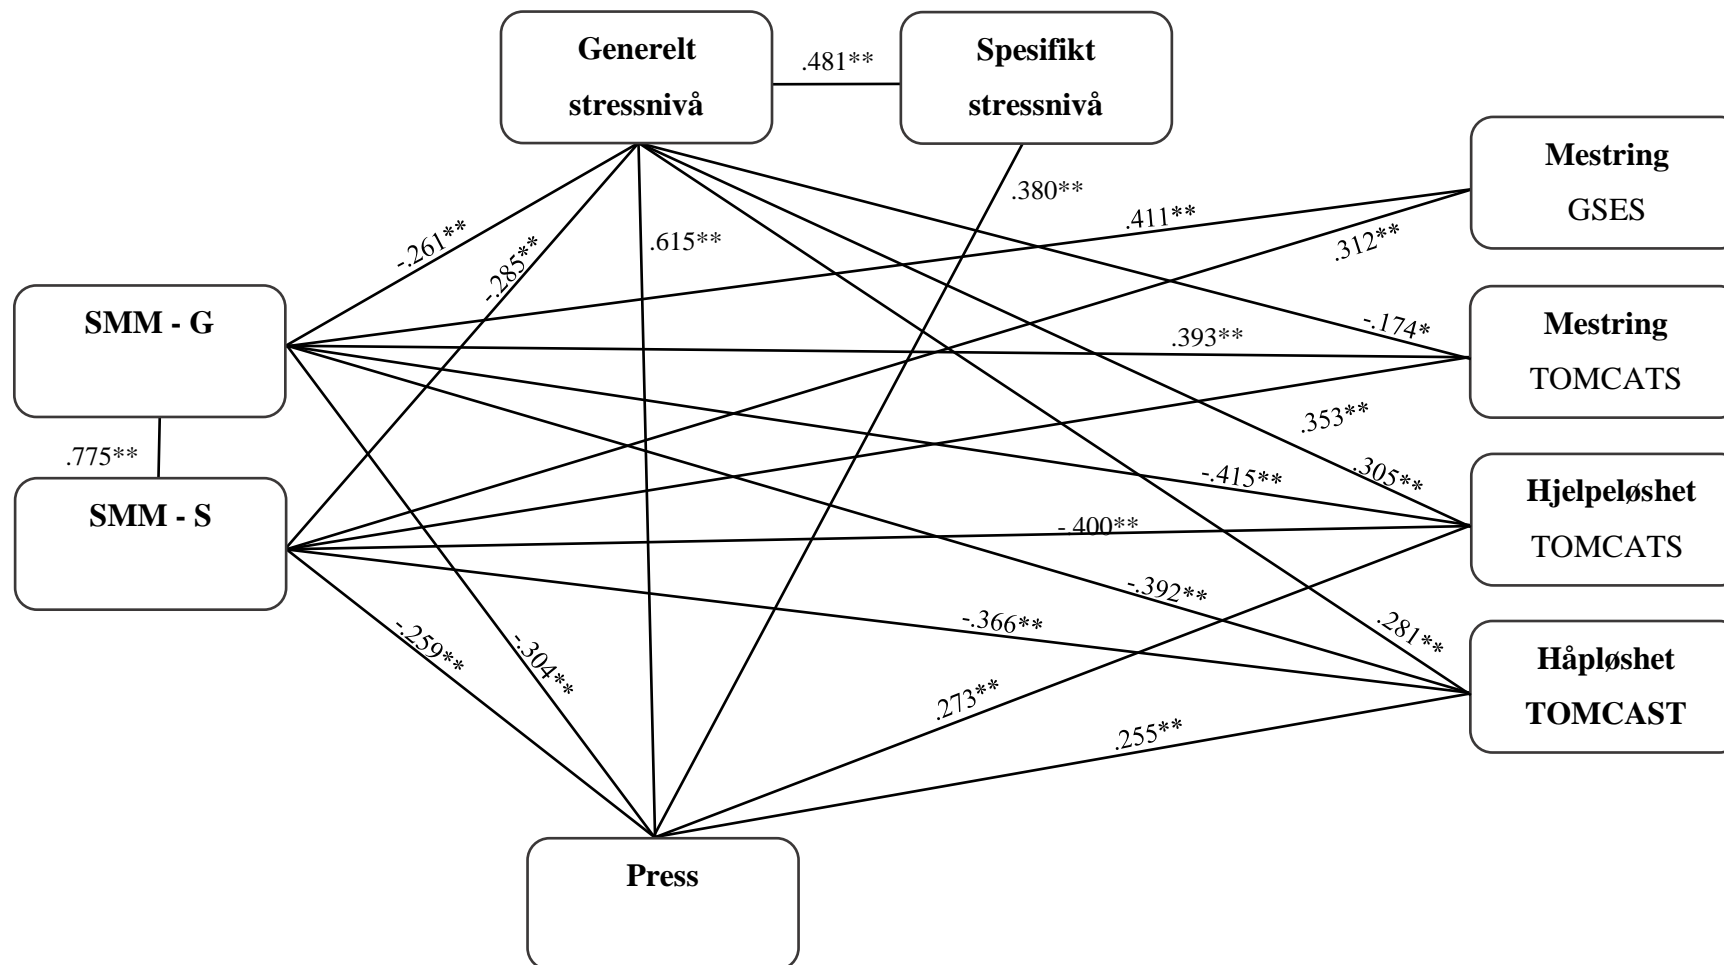 Generelt
stressnivå
.481**
Spesifikt
stressnivå
Mestring
GSES
.380**
.411**
.312**
-.261**
-.285**
.615**
SMM - G
.393**
-.174*
Mestring
TOMCATS
.353**
.775**
-.415**
.305**
SMM - S
-.400**
Hjelpeløshet
TOMCATS
-.392**
-.366**
.281**
-.259**
-.304**
.273**
.255**
Håpløshet
TOMCAST
Press